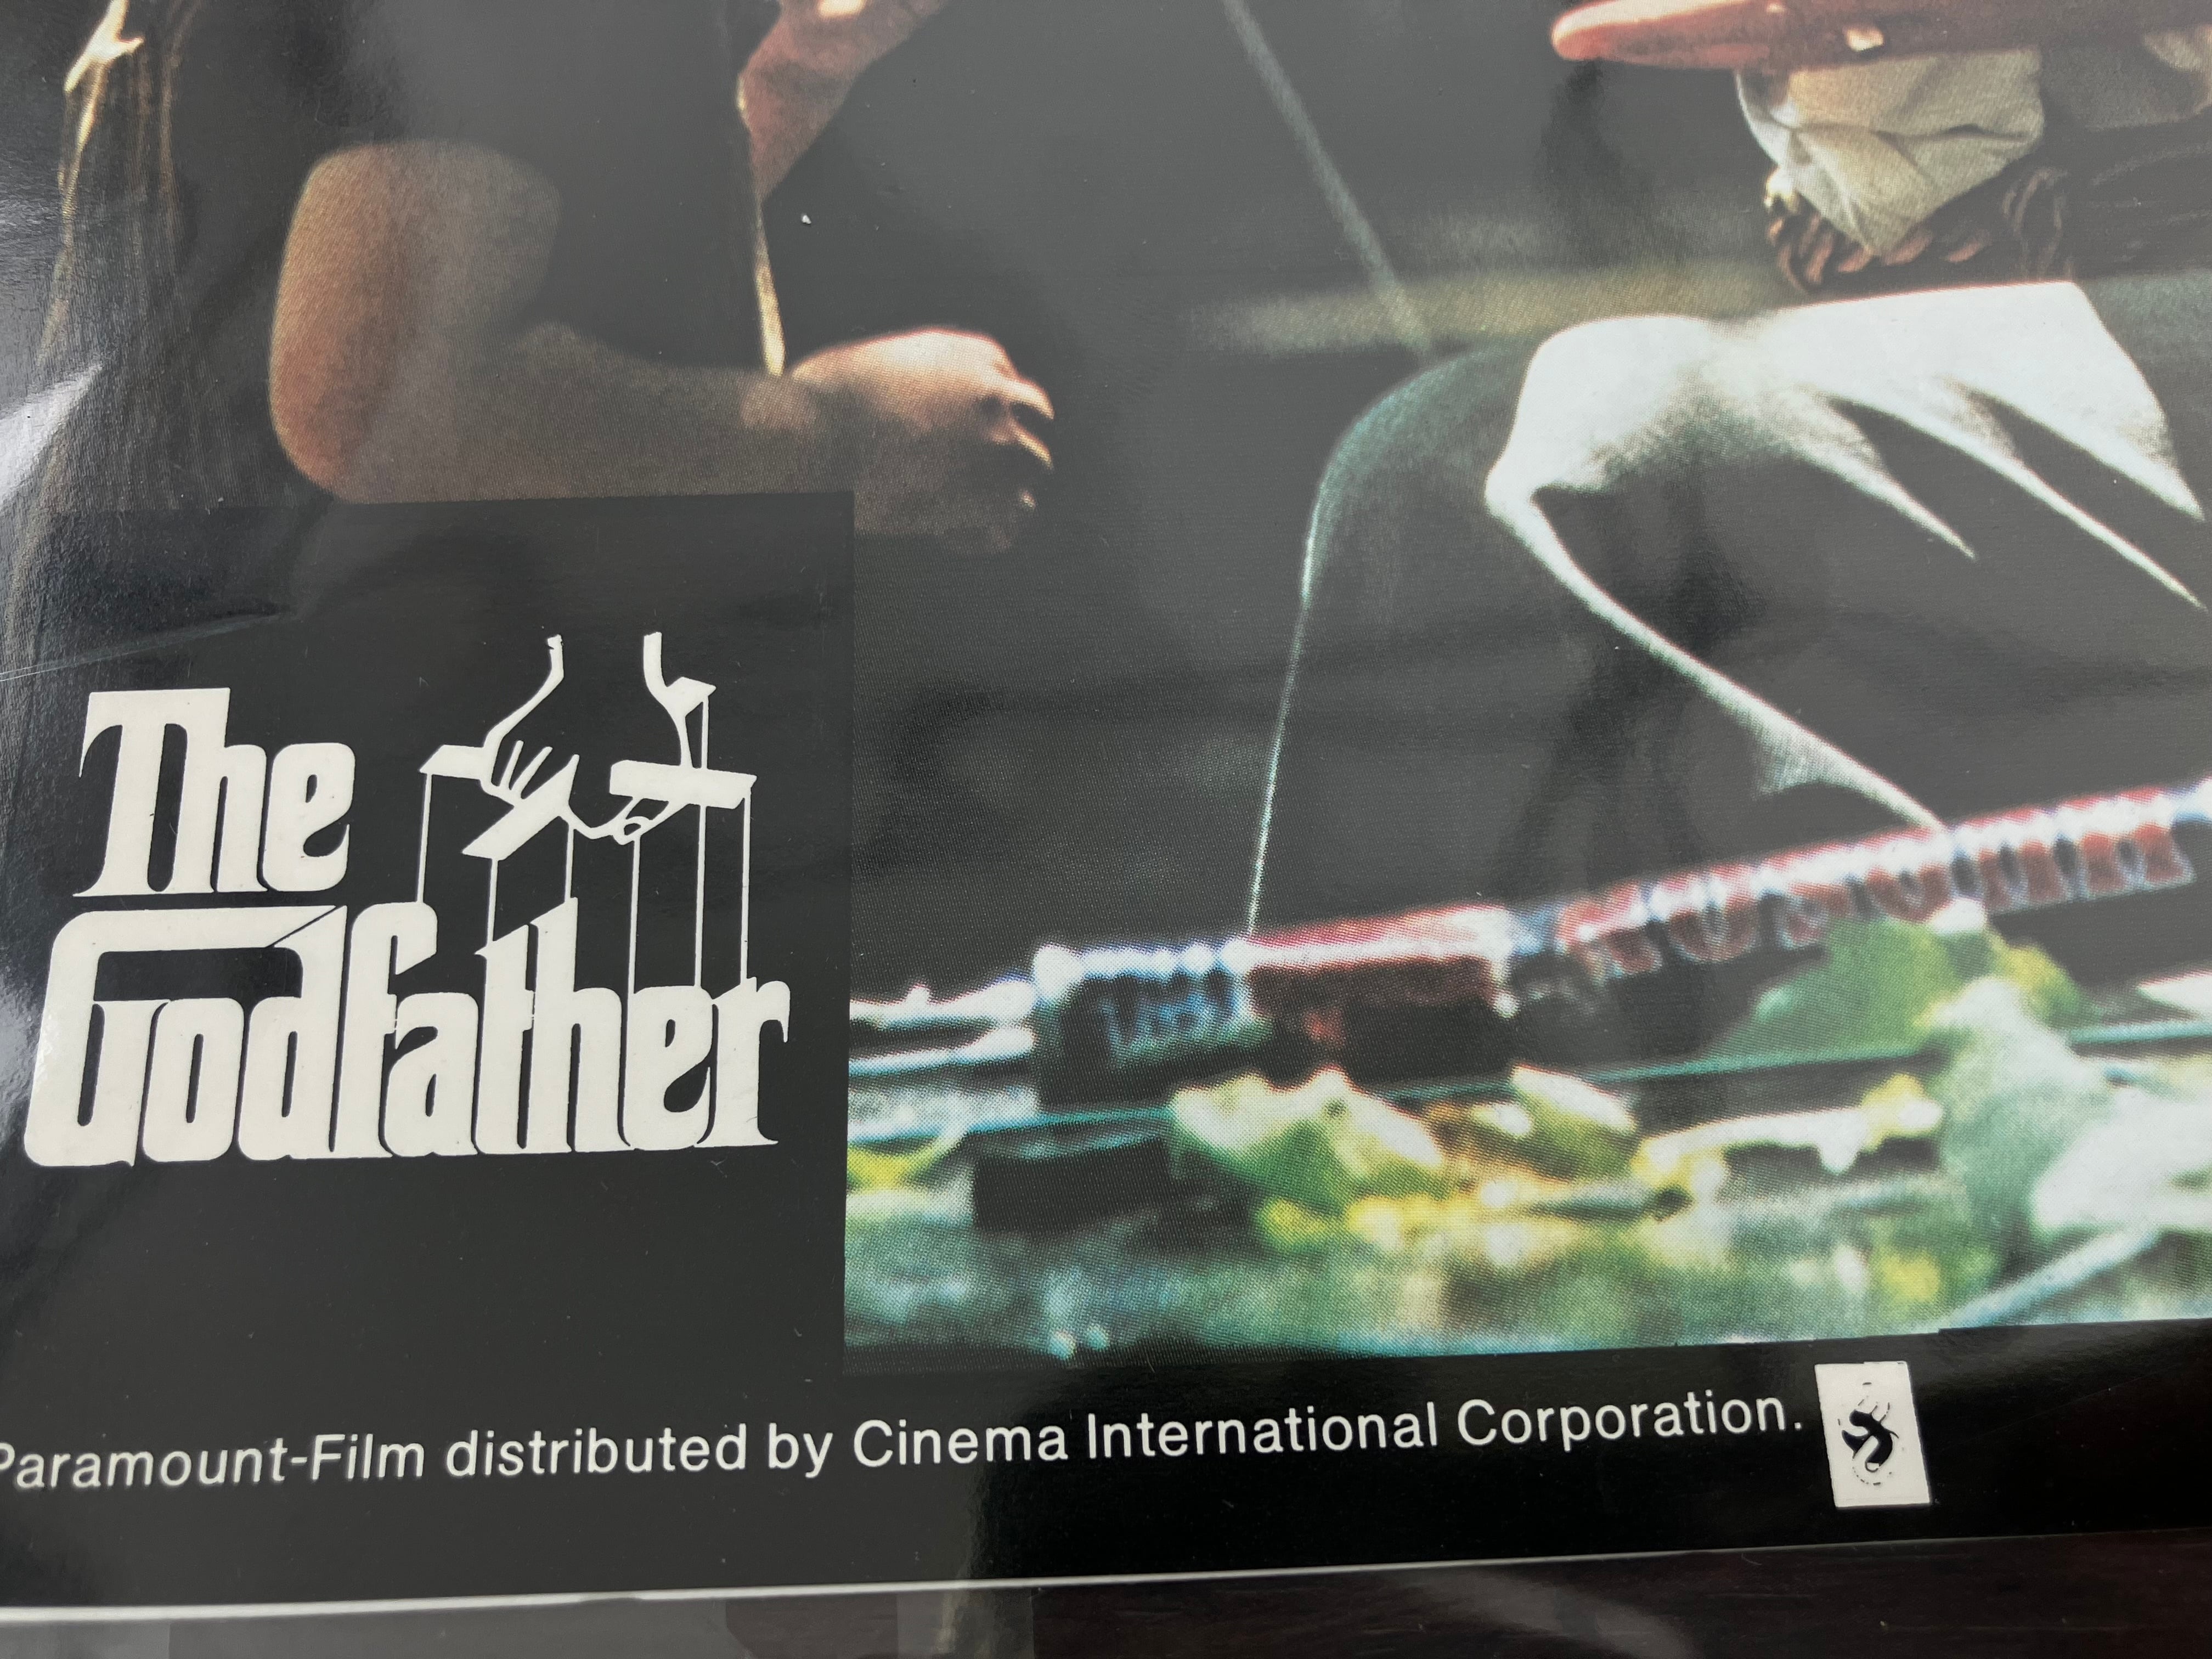 The
Godfather
Paramount-Film distributed by Cinema International Corporation.